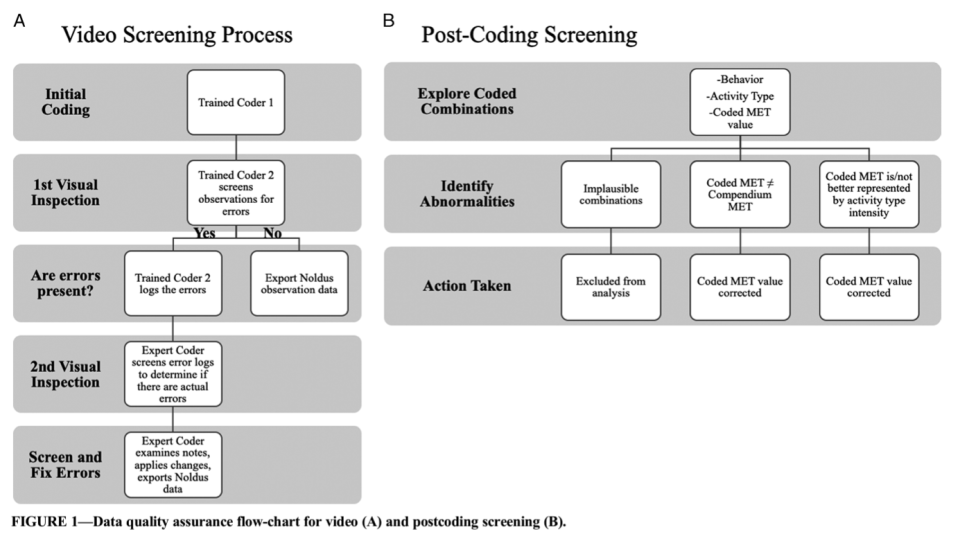 A
Video Screening Process
Initial
Coding
Trained Coder 1
1st Visual
Inspection
Trained Coder 2
screens
observations for
errors
Yes
No
Are errors
present?
Trained Coder 2
logs the errors
Export Noldus
observation data
2nd Visual
Inspection
Expert Coder
screens error logs
to determine if
there are actual
errors
Screen and
Fix Errors
Expert Coder
examines notes,
applies changes,
exports Noldus
data
B
Post-Coding Screening
Explore Coded
Combinations
-Behavior
-Activity Type
-Coded MET
value
Identify
Abnormalities
Implausible
combinations
Coded MET ≠
Compendium
MET
Coded MET is/not
better represented
by activity type
intensity
Action Taken
Excluded from
analysis
Coded MET value
corrected
Coded MET value
corrected
FIGURE 1—Data quality assurance flow-chart for video (A) and postcoding screening (B).